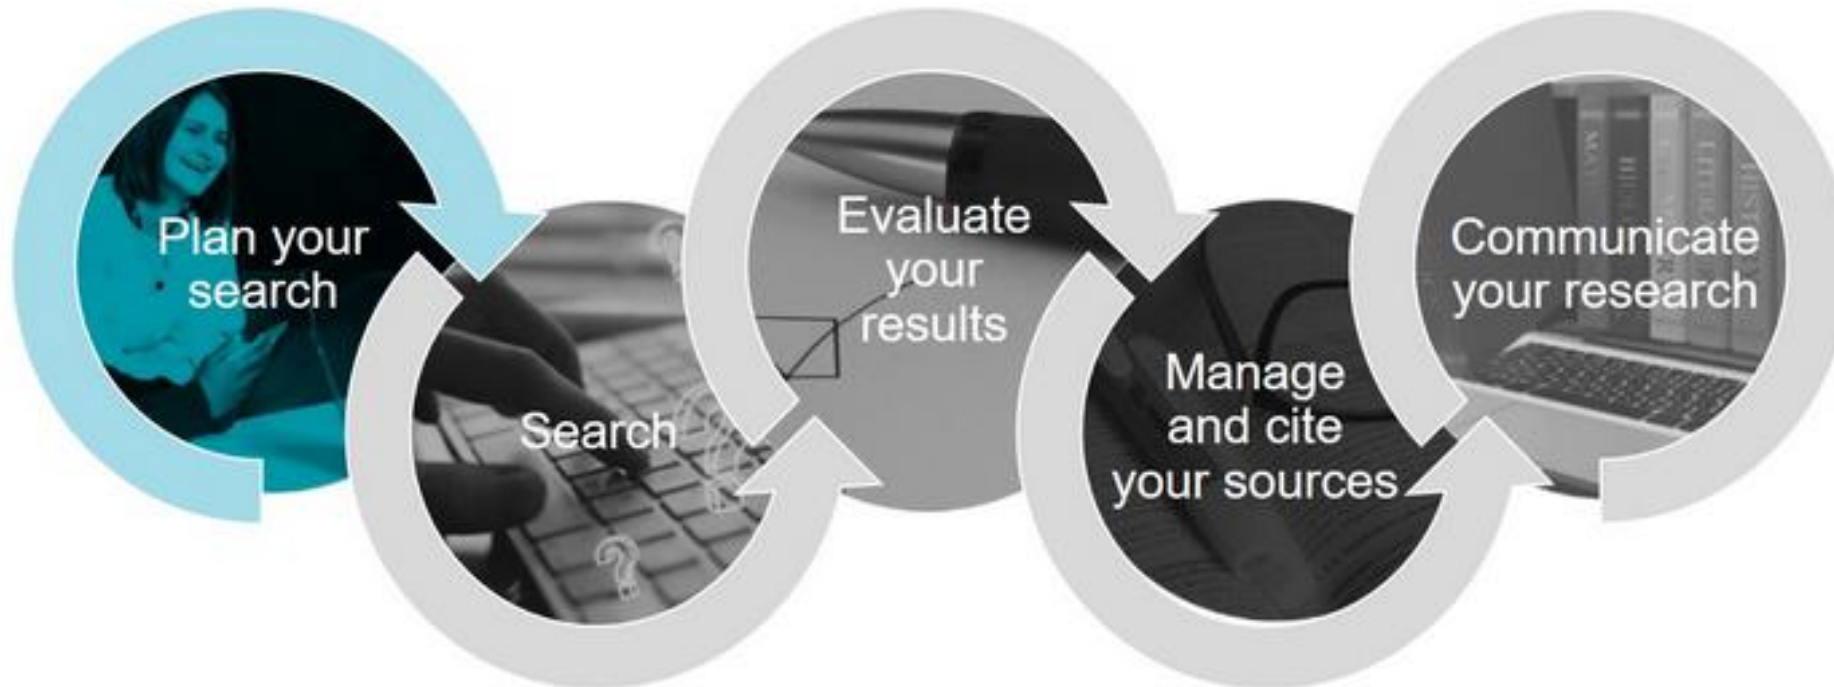 Plan your
search
Search
Evaluate
your
results
Manage
and cite
your sources
Communicate
your research